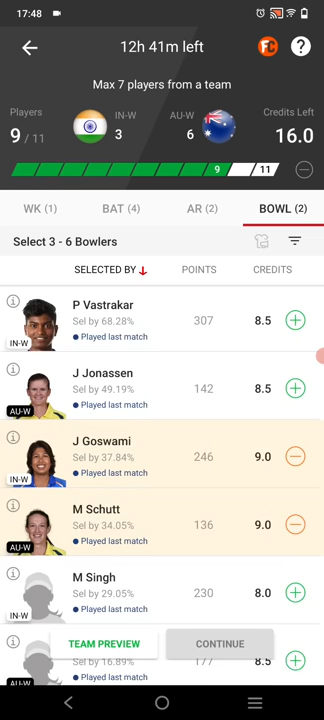 17:48
12h 41m left
FC
?
Max 7 players from a team
Players
9 / 11
IN-W
3
AU-W
6
Credits Left
16.0
9
11
WK (1)
BAT (4)
AR (2)
BOWL (2)
Select 3 - 6 Bowlers
SELECTED BY
POINTS
CREDITS
P Vastrakar
Sel by 68.28%
Played last match
IN-W
307
8.5
J Jonassen
Sel by 49.19%
Played last match
AU-W
142
8.5
J Goswami
Sel by 37.84%
Played last match
IN-W
246
9.0
M Schutt
Sel by 34.05%
Played last match
AU-W
136
9.0
M Singh
Sel by 29.05%
Played last match
IN-W
230
8.0
Sel by 16.89%
Played last match
AU-W
177
8.5
TEAM PREVIEW
CONTINUE